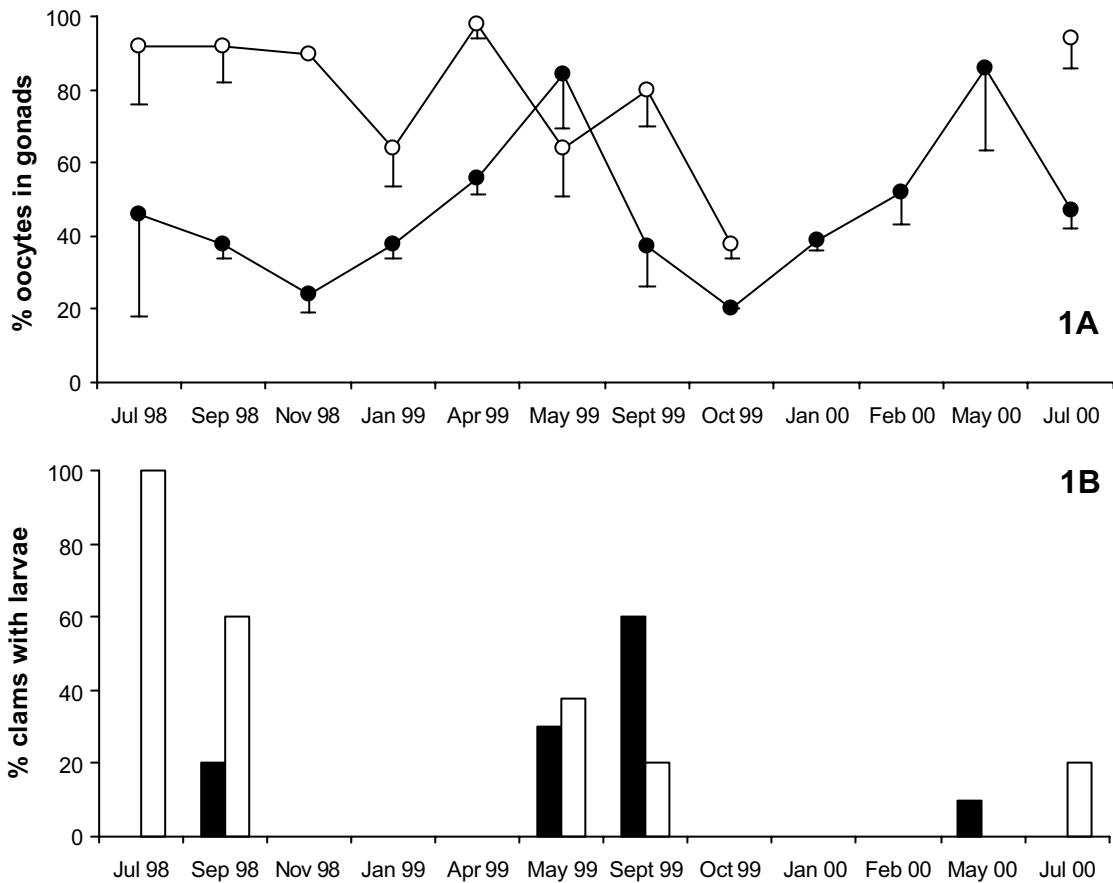 % oocytes in gonads
100
80
60
40
20
0
1A
Jul 98 Sep 98 Nov 98 Jan 99 Apr 99 May 99 Sept 99 Oct 99 Jan 00 Feb 00 May 00 Jul 00
% clams with larvae
100
80
60
40
20
0
1B
Jul 98 Sep 98 Nov 98 Jan 99 Apr 99 May 99 Sept 99 Oct 99 Jan 00 Feb 00 May 00 Jul 00